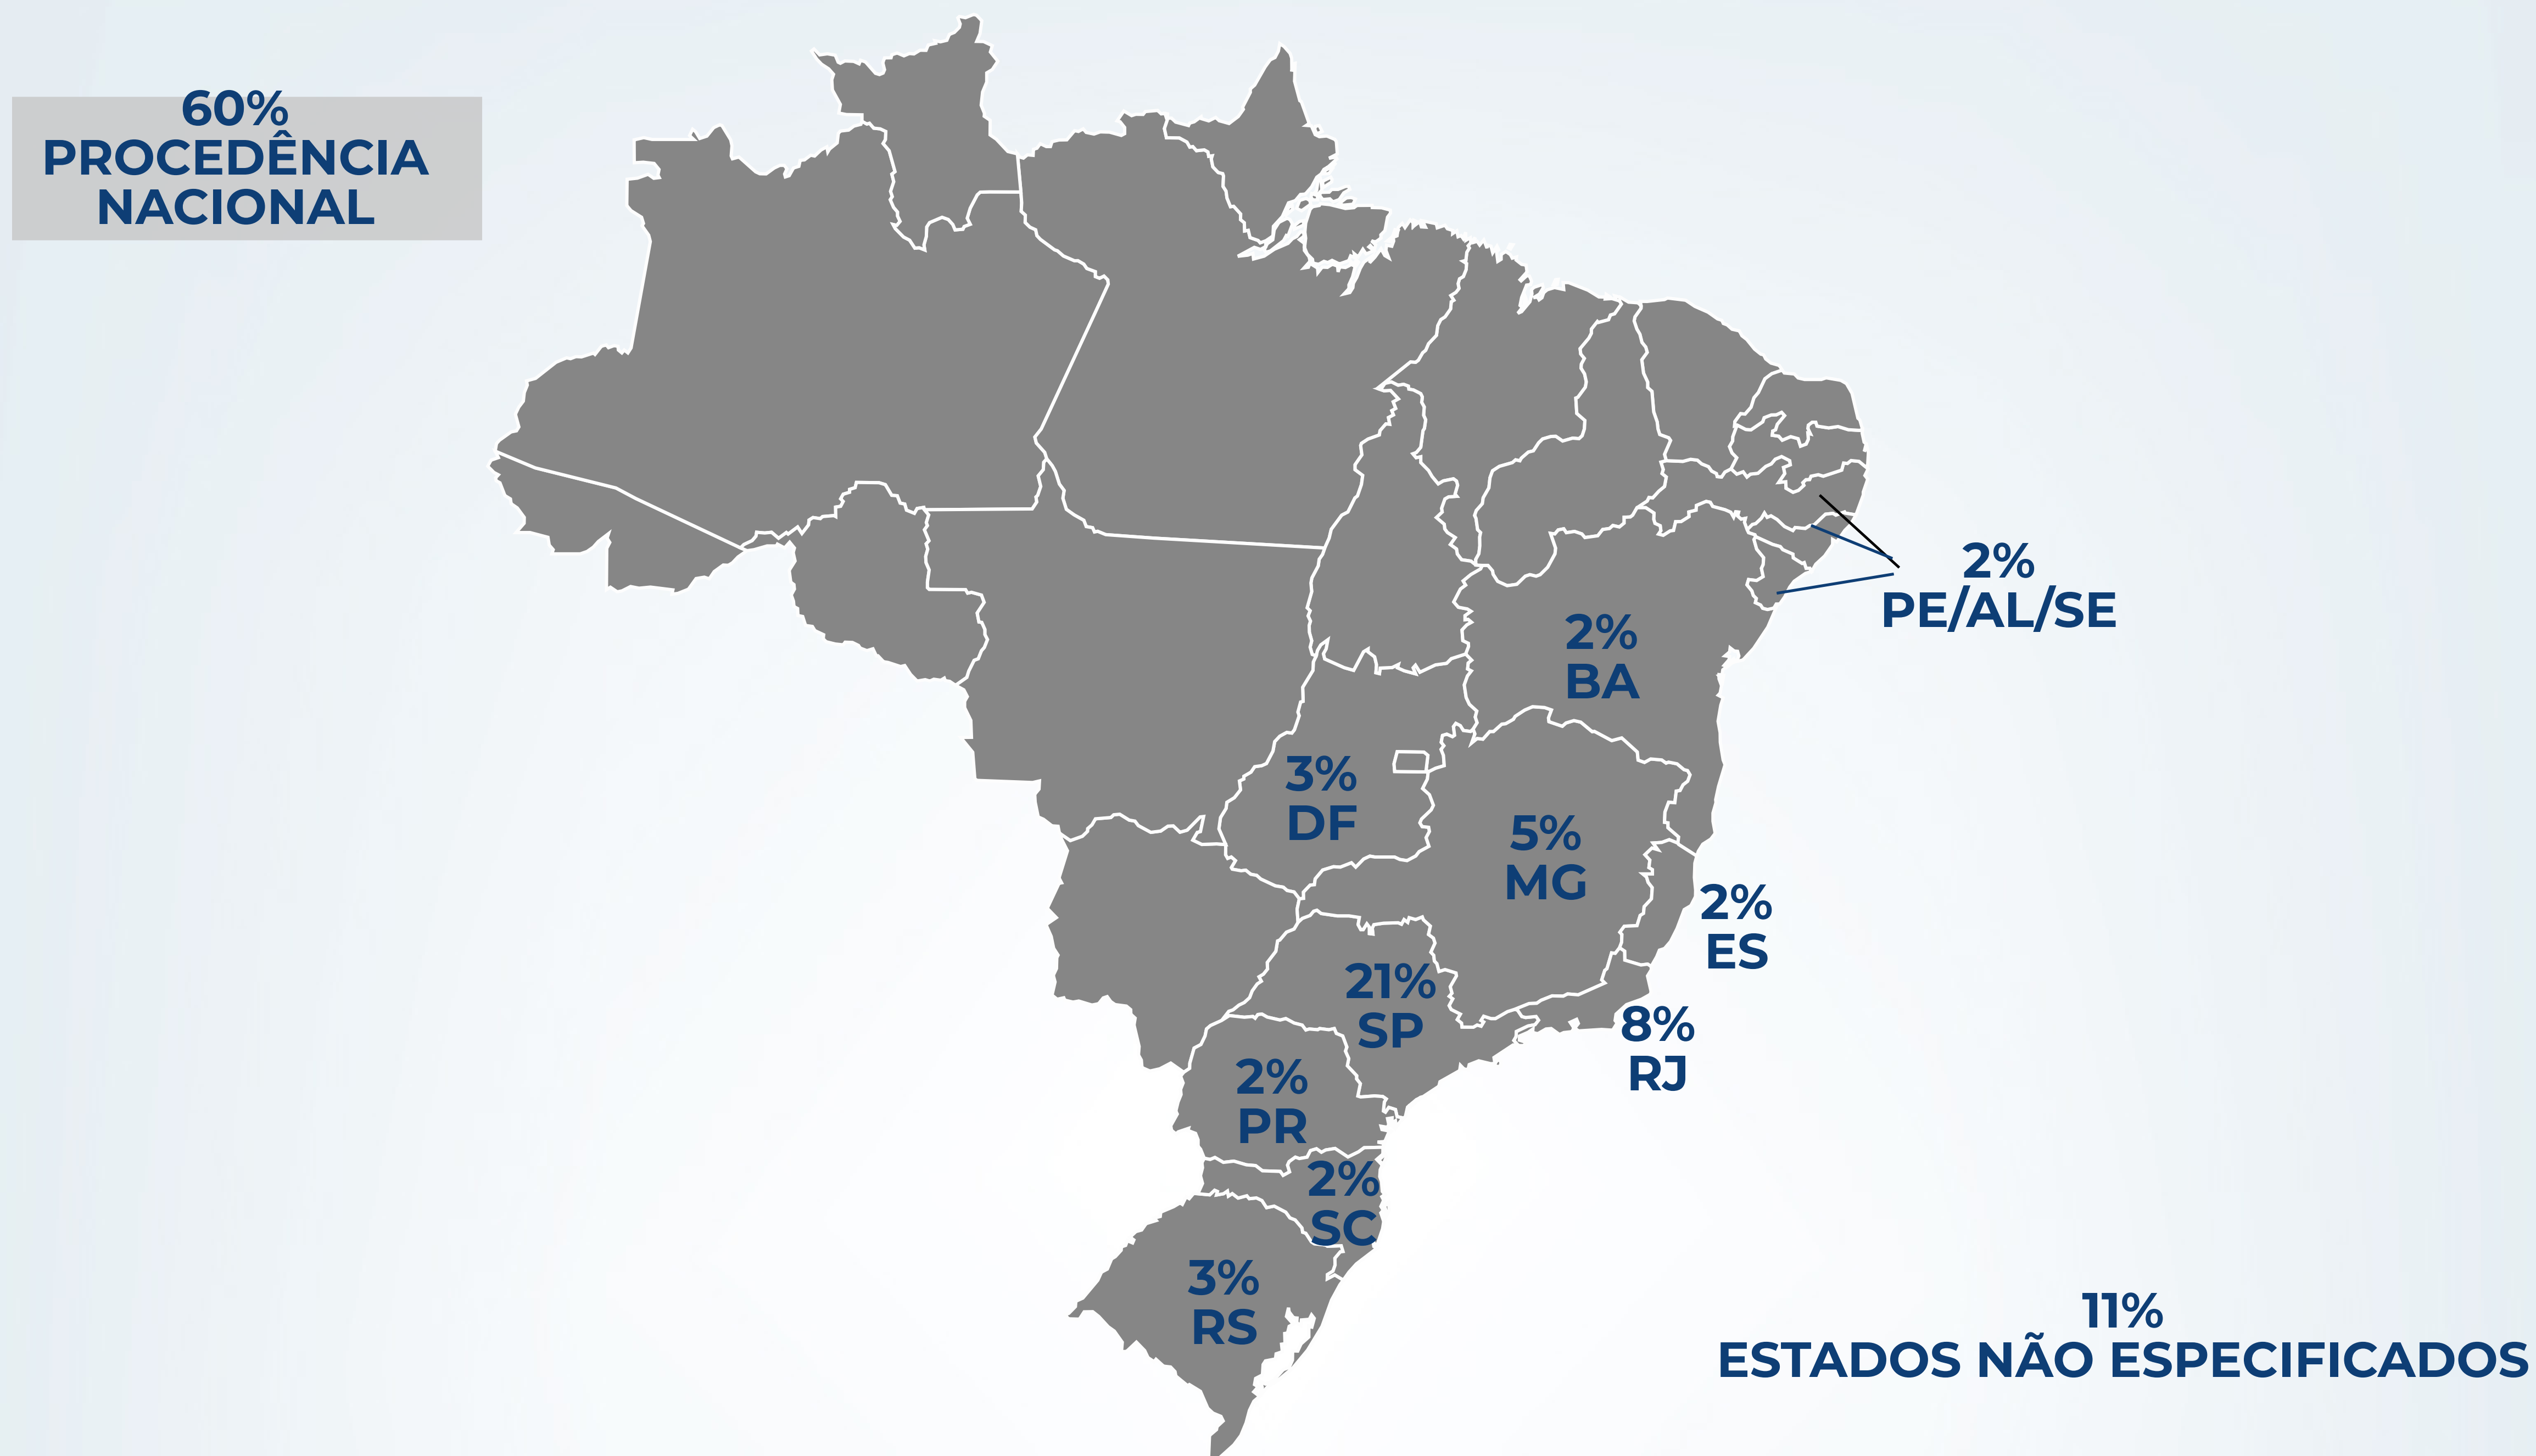 60%
PROCEDÊNCIA
NACIONAL
2%
PE/AL/SE
2%
BA
3%
DF
5%
MG
2%
ES
21%
SP
8%
RJ
2%
PR
2%
SC
3%
RS
11%
ESTADOS NÃO ESPECIFICADOS